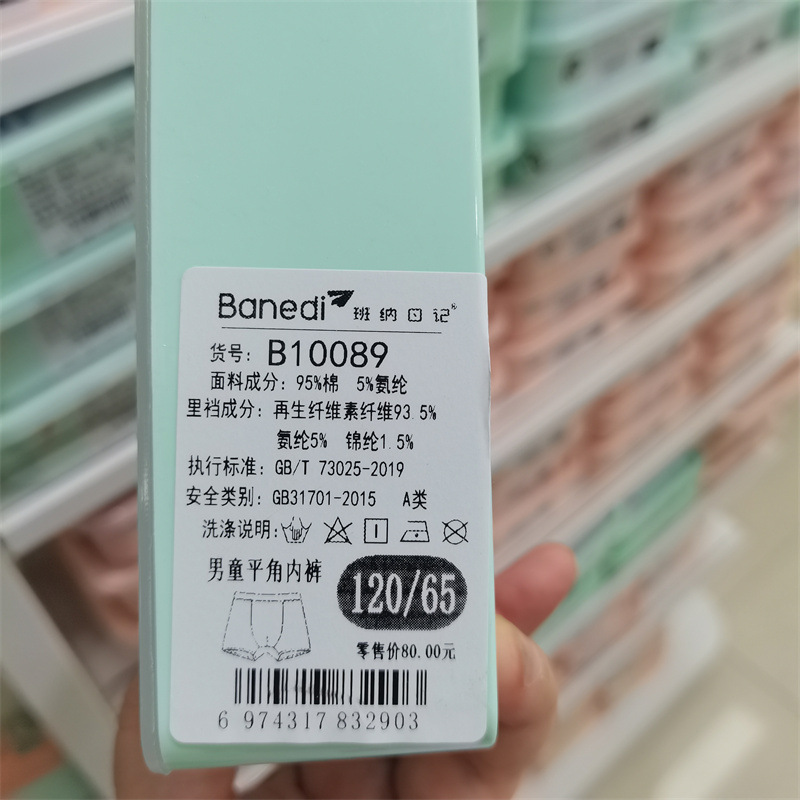 Banedi 班纳日记®
货号: B10089
面料成分: 95%棉 5%氨纶
里裆成分: 再生纤维素纤维93.5%
氨纶5% 锦纶1.5%
执行标准: GB/T 73025-2019
安全类别: GB31701-2015 A类
洗涤说明:
男童平角内裤
120/65
零售价80.00元
6 974317 832903